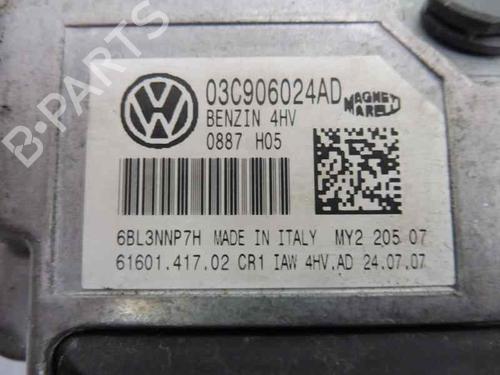 03C906024AD
MAGNETI MARELLI
BENZIN 4HV
0887 H05
6BL3NNP7H MADE IN ITALY MY2 205 07
61601.417.02 CR1 IAW 4HV.AD 24.07.07